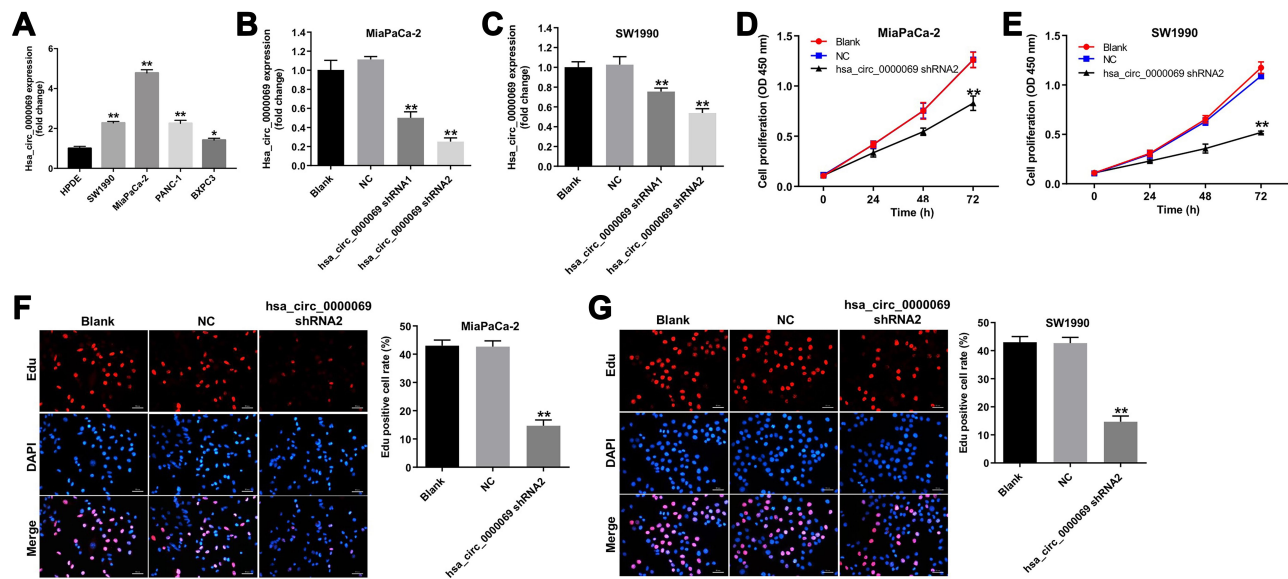 A
Hsa_circ_0000069 expression
(fold change)
6
4
2
0
**
**
**
*
HPDE
SW1990
MiaPaCa-2
PANC-1
BXPC3
B
MiaPaCa-2
Hsa_circ_0000069 expression
(fold change)
1.4
1.2
1.0
0.8
0.6
0.4
0.2
0.0
**
**
Blank
NC
hsa_circ_0000069 shRNA1
hsa_circ_0000069 shRNA2
C
SW1990
Hsa_circ_0000069 expression
(fold change)
1.4
1.2
1.0
0.8
0.6
0.4
0.2
0.0
**
**
Blank
NC
hsa_circ_0000069 shRNA1
hsa_circ_0000069 shRNA2
D
MiaPaCa-2
Cell proliferation (OD 450 nm)
1.5
1.0
0.5
0.0
Blank
NC
hsa_circ_0000069 shRNA2
**
0
24
48
72
Time (h)
E
SW1990
Cell proliferation (OD 450 nm)
1.5
1.0
0.5
0.0
Blank
NC
hsa_circ_0000069 shRNA2
**
0
24
48
72
Time (h)
F
Blank
NC
hsa_circ_0000069
shRNA2
Edu
DAPI
Merge
MiaPaCa-2
Edu positive cell rate (%)
50
40
30
20
10
0
**
Blank
NC
hsa_circ_0000069 shRNA2
G
Blank
NC
hsa_circ_0000069
shRNA2
Edu
DAPI
Merge
SW1990
Edu positive cell rate (%)
50
40
30
20
10
0
**
Blank
NC
hsa_circ_0000069 shRNA2